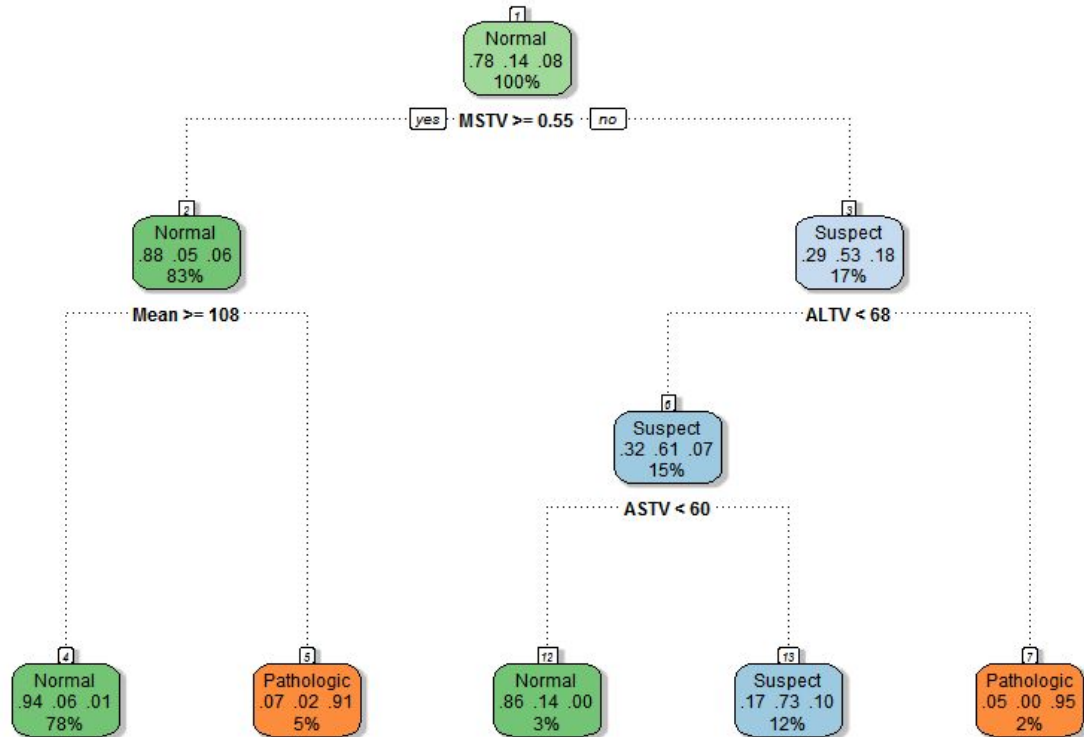 1
Normal
.78 .14 .08
100%
yes MSTV >= 0.55 no
2
Normal
.88 .05 .06
83%
3
Suspect
.29 .53 .18
17%
Mean >= 108
ALTV < 68
6
Suspect
.32 .61 .07
15%
ASTV < 60
4
Normal
.94 .06 .01
78%
5
Pathologic
.07 .02 .91
5%
12
Normal
.86 .14 .00
3%
13
Suspect
.17 .73 .10
12%
7
Pathologic
.05 .00 .95
2%